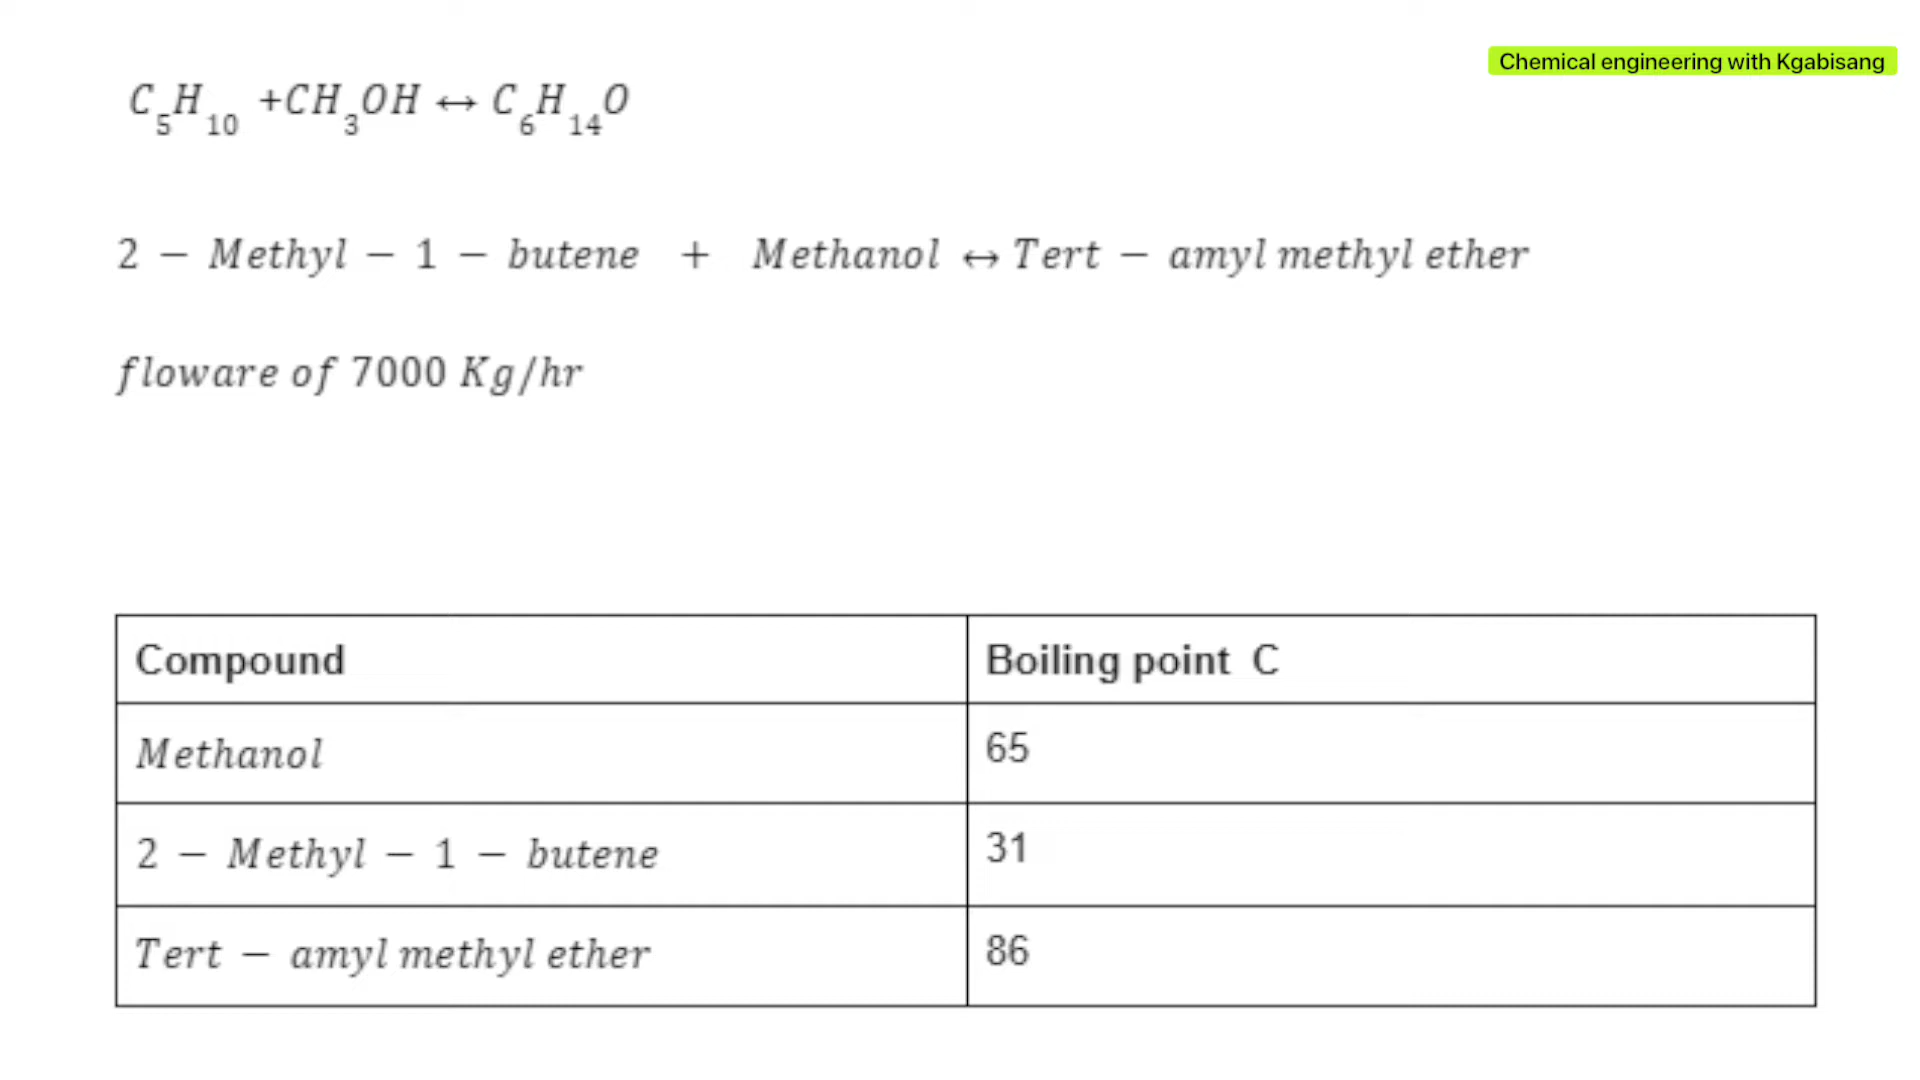 Chemical engineering with Kgabisang
C₅H₁₀ +CH₃OH ↔ C₆H₁₄O
2 − Methyl − 1 − butene + Methanol ↔ Tert − amyl methyl ether
floware of 7000 Kg/hr
Compound Boiling point C
Methanol 65
2 − Methyl − 1 − butene 31
Tert − amyl methyl ether 86